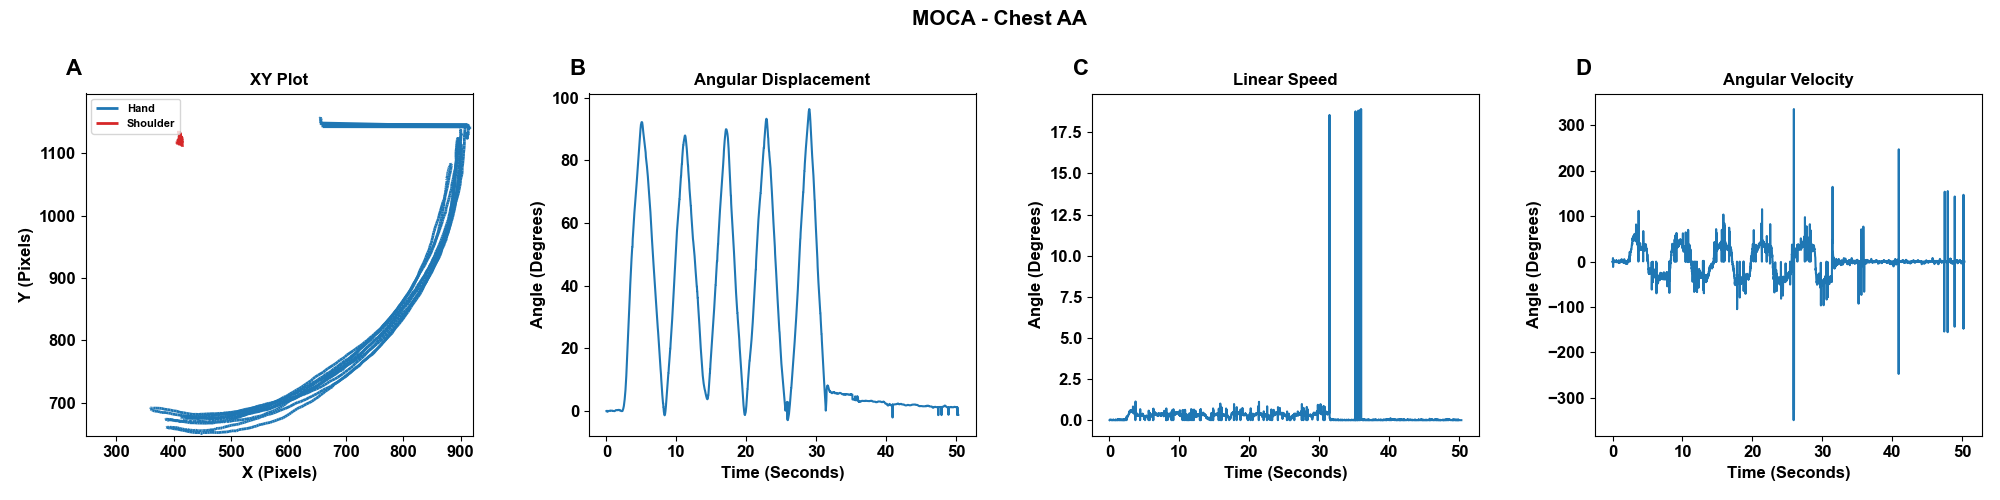 MOCA - Chest AA
A
XY Plot
Hand
Shoulder
1100
1000
900
800
700
300 400 500 600 700 800 900
Y (Pixels)
X (Pixels)
B
Angular Displacement
100
80
60
40
20
0
0 10 20 30 40 50
Angle (Degrees)
Time (Seconds)
C
Linear Speed
17.5
15.0
12.5
10.0
7.5
5.0
2.5
0.0
0 10 20 30 40 50
Angle (Degrees)
Time (Seconds)
D
Angular Velocity
300
200
100
0
−100
−200
−300
0 10 20 30 40 50
Angle (Degrees)
Time (Seconds)